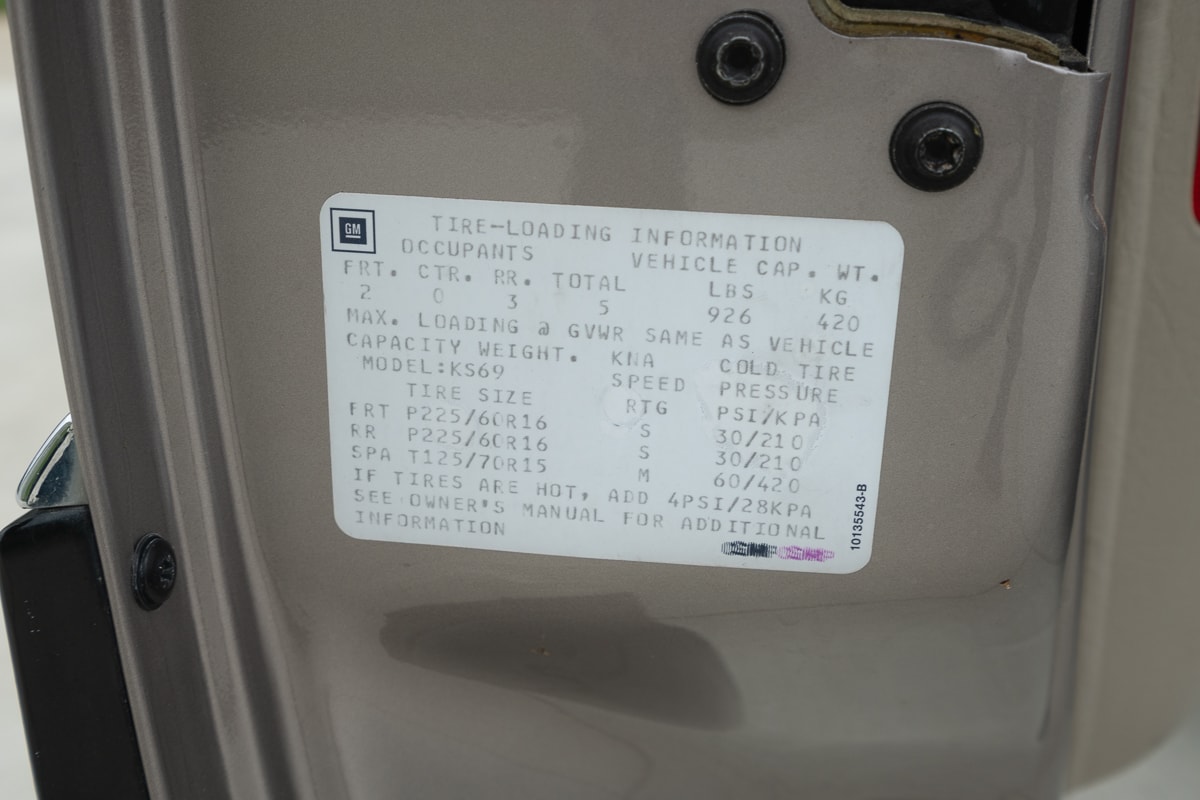 GM
TIRE-LOADING INFORMATION
OCCUPANTS VEHICLE CAP. WT.
FRT. CTR. RR. TOTAL LBS KG
2 0 3 5 926 420
MAX. LOADING @ GVWR SAME AS VEHICLE
CAPACITY WEIGHT. KNA COLD TIRE
MODEL:KS69 SPEED PRESSURE
TIRE SIZE RTG PSI/KPA
FRT P225/60R16 S 30/210
RR P225/60R16 S 30/210
SPA T125/70R15 M 60/420
IF TIRES ARE HOT, ADD 4PSI/28KPA
SEE OWNER'S MANUAL FOR ADDITIONAL
INFORMATION
10135543-B